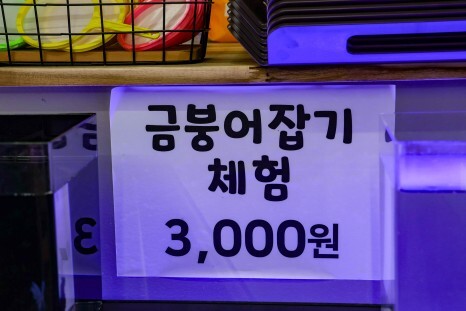 금붕어잡기
체험
3,000원